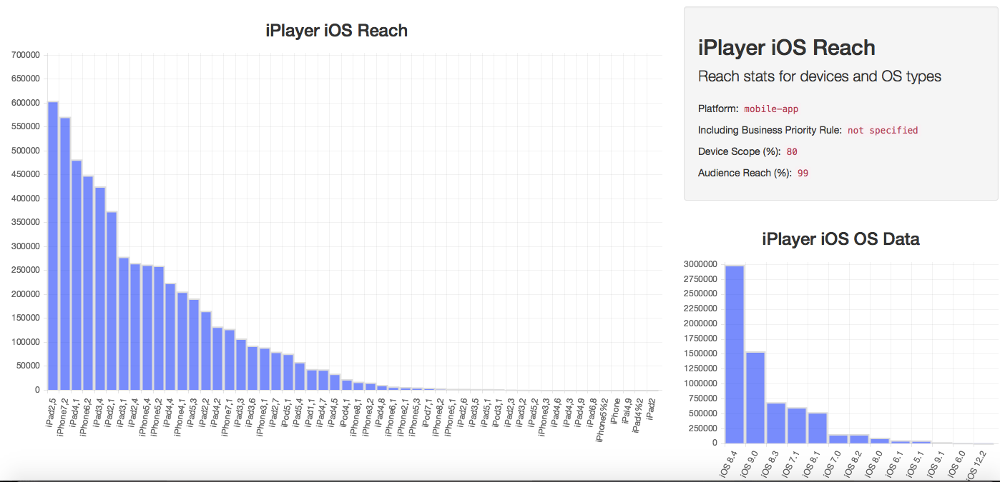 iPlayer iOS Reach
700000
650000
600000
550000
500000
450000
400000
350000
300000
250000
200000
150000
100000
50000
0
iPad2,5
iPhone7,2
iPad4,1
iPhone6,2
iPad3,4
iPad2,1
iPad3,1
iPad2,4
iPhone5,4
iPhone5,2
iPad4,4
iPhone4,1
iPad5,3
iPad2,2
iPad4,2
iPhone7,1
iPad3,3
iPad3,6
iPhone3,1
iPad2,7
iPod5,1
iPad5,4
iPad1,1
iPad4,7
iPad4,5
iPod4,1
iPhone8,1
iPhone3,2
iPad4,8
iPhone6,1
iPhone2,1
iPhone5,3
iPod7,1
iPhone8,2
iPhone5,1
iPad2,6
iPad3,5
iPad5,1
iPod3,1
iPad2,3
iPad3,2
iPad5,2
iPhone3,3
iPad4,6
iPad4,3
iPad4,9
iPad6,8
iPhone5%2
iPhone
iPal4,9
iPad4%2
iPad2
iPlayer iOS Reach
Reach stats for devices and OS types
Platform: mobile-app
Including Business Priority Rule: not specified
Device Scope (%): 80
Audience Reach (%): 99
iPlayer iOS OS Data
3000000
2750000
2500000
2250000
2000000
1750000
1500000
1250000
1000000
750000
500000
250000
0
iOS 8.4
iOS 9.0
iOS 8.3
iOS 7.1
iOS 8.1
iOS 7.0
iOS 8.2
iOS 8.0
iOS 6.1
iOS 5.1
iOS 9.1
iOS 6.0
iOS 12.2